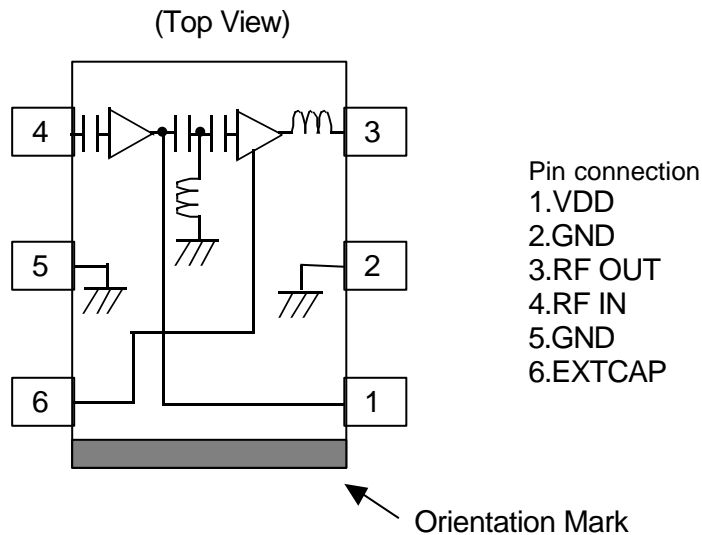 (Top View)
4
3
5
2
6
1
Pin connection
1.VDD
2.GND
3.RF OUT
4.RF IN
5.GND
6.EXTCAP
Orientation Mark